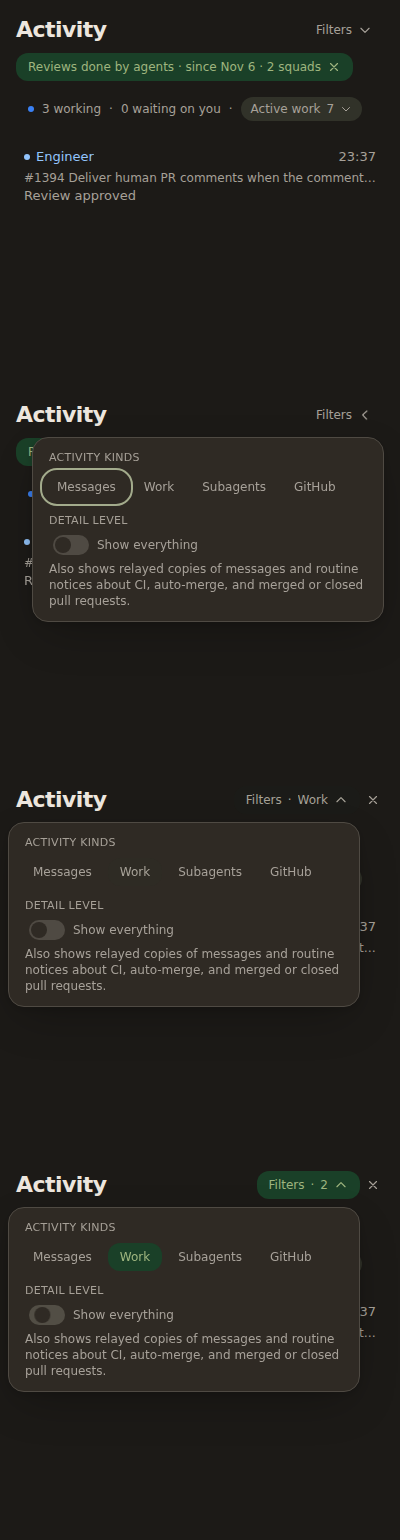 Activity
Filters
Reviews done by agents · since Nov 6 · 2 squads
3 working · 0 waiting on you · Active work 7
Engineer 23:37
#1394 Deliver human PR comments when the comment…
Review approved
Activity
Filters
ACTIVITY KINDS
Messages Work Subagents GitHub
DETAIL LEVEL
Show everything
Also shows relayed copies of messages and routine
notices about CI, auto-merge, and merged or closed
pull requests.
#
R
Activity
Filters · Work
ACTIVITY KINDS
Messages Work Subagents GitHub
DETAIL LEVEL
Show everything
37
t…
Also shows relayed copies of messages and routine
notices about CI, auto-merge, and merged or closed
pull requests.
Activity
Filters · 2
ACTIVITY KINDS
Messages Work Subagents GitHub
DETAIL LEVEL
Show everything
37
t…
Also shows relayed copies of messages and routine
notices about CI, auto-merge, and merged or closed
pull requests.